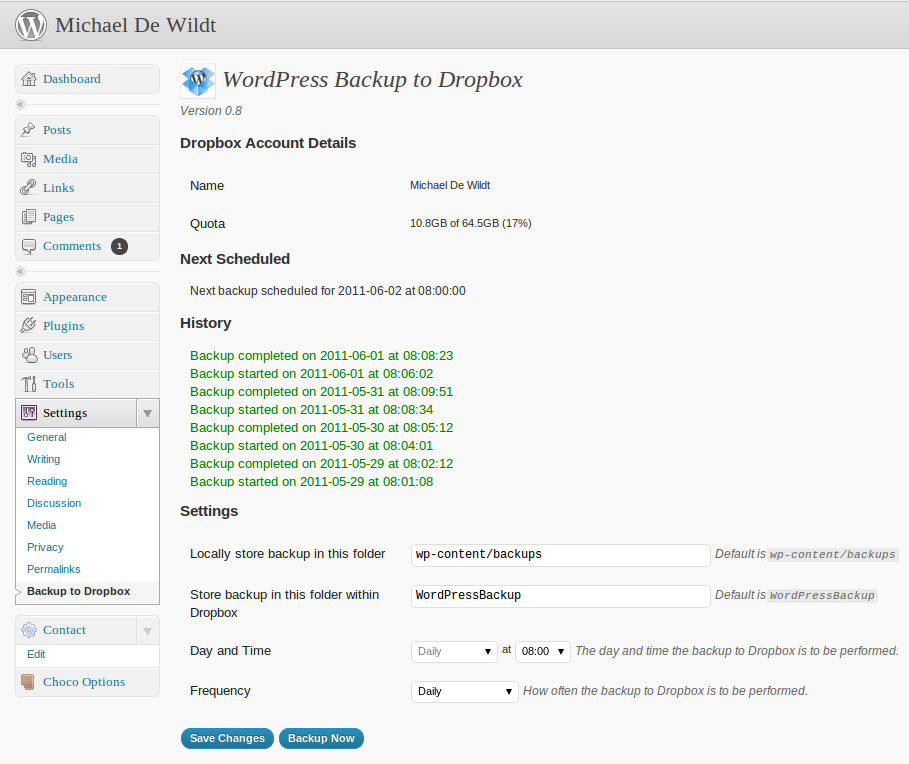 Michael De Wildt
Dashboard
Posts
Media
Links
Pages
Comments 1
Appearance
Plugins
Users
Tools
Settings
General
Writing
Reading
Discussion
Media
Privacy
Permalinks
Backup to Dropbox
Contact
Edit
Choco Options
WordPress Backup to Dropbox
Version 0.8
Dropbox Account Details
Name Michael De Wildt
Quota 10.8GB of 64.5GB (17%)
Next Scheduled
Next backup scheduled for 2011-06-02 at 08:00:00
History
Backup completed on 2011-06-01 at 08:08:23
Backup started on 2011-06-01 at 08:06:02
Backup completed on 2011-05-31 at 08:09:51
Backup started on 2011-05-31 at 08:08:34
Backup completed on 2011-05-30 at 08:05:12
Backup started on 2011-05-30 at 08:04:01
Backup completed on 2011-05-29 at 08:02:12
Backup started on 2011-05-29 at 08:01:08
Settings
Locally store backup in this folder wp-content/backups Default is wp-content/backups
Store backup in this folder within WordPressBackup Default is WordPressBackup
Dropbox
Day and Time Daily at 08:00 The day and time the backup to Dropbox is to be performed.
Frequency Daily How often the backup to Dropbox is to be performed.
Save Changes Backup Now